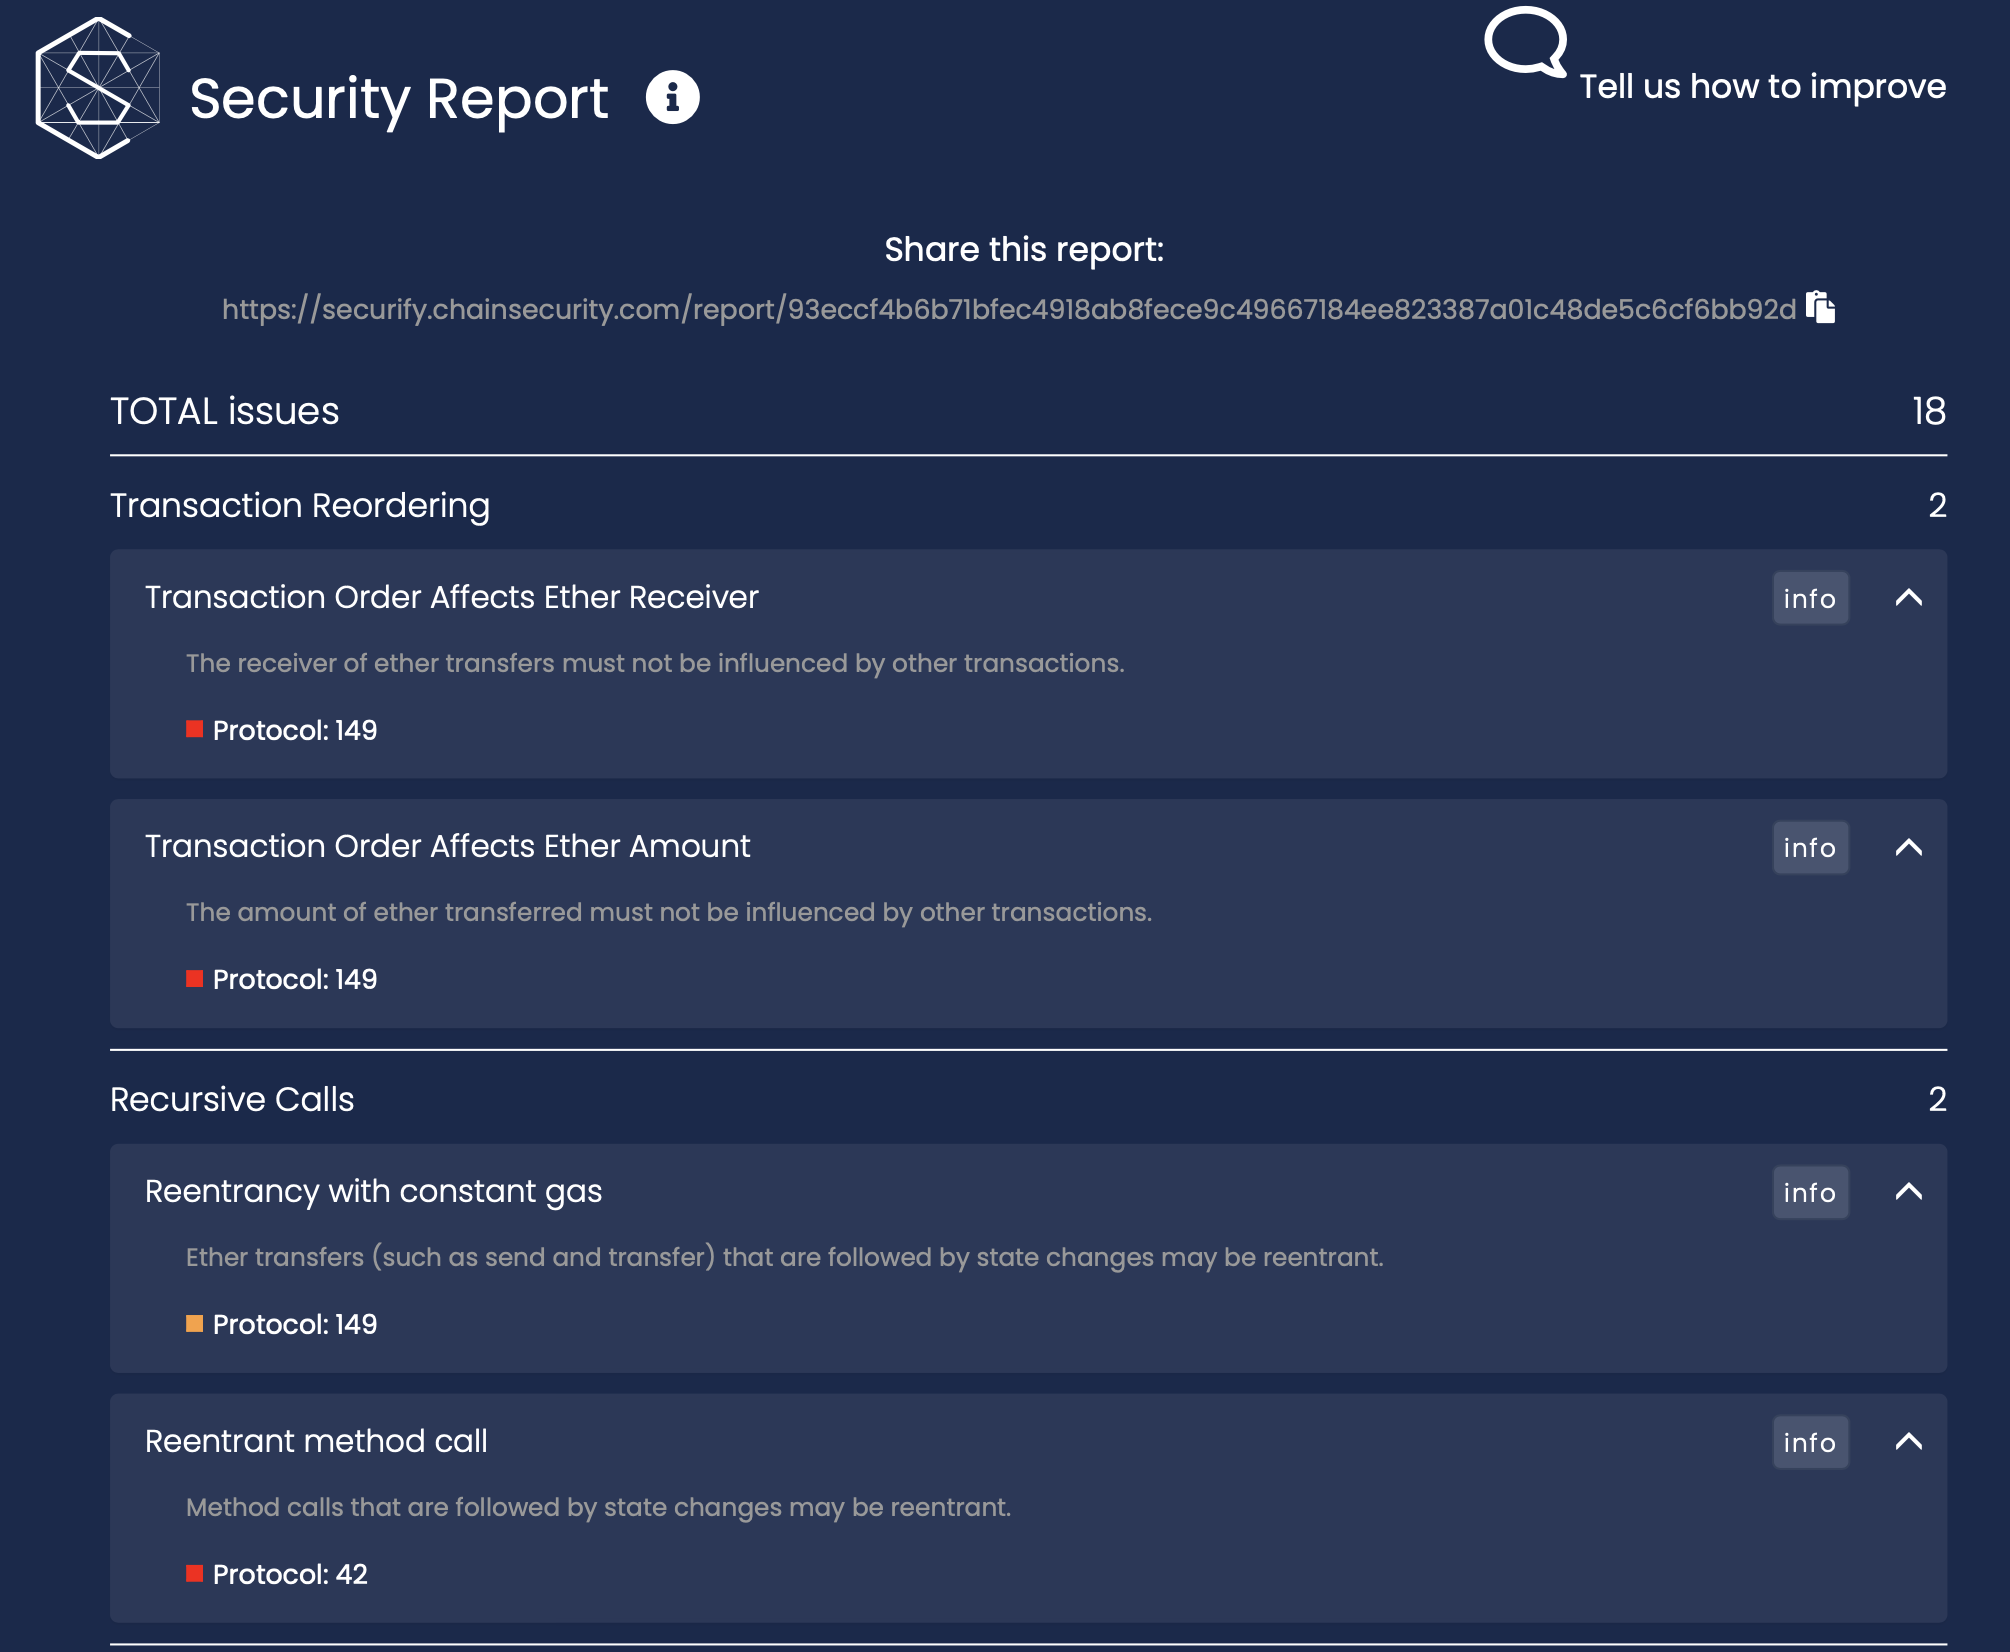 Security Report
Tell us how to improve
Share this report:
https://securify.chainsecurity.com/report/93eccf4b6b71bfec4918ab8fece9c49667184ee823387a01c48de5c6cf6bb92d
TOTAL issues 18
Transaction Reordering 2
Transaction Order Affects Ether Receiver info
The receiver of ether transfers must not be influenced by other transactions.
Protocol: 149
Transaction Order Affects Ether Amount info
The amount of ether transferred must not be influenced by other transactions.
Protocol: 149
Recursive Calls 2
Reentrancy with constant gas info
Ether transfers (such as send and transfer) that are followed by state changes may be reentrant.
Protocol: 149
Reentrant method call info
Method calls that are followed by state changes may be reentrant.
Protocol: 42